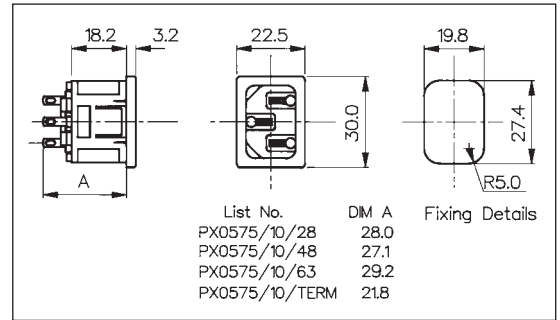 18.2 3.2 22.5 19.8
30.0
27.4
A
R5.0
List No. DIM A Fixing Details
PX0575/10/28 28.0
PX0575/10/48 27.1
PX0575/10/63 29.2
PX0575/10/TERM 21.8